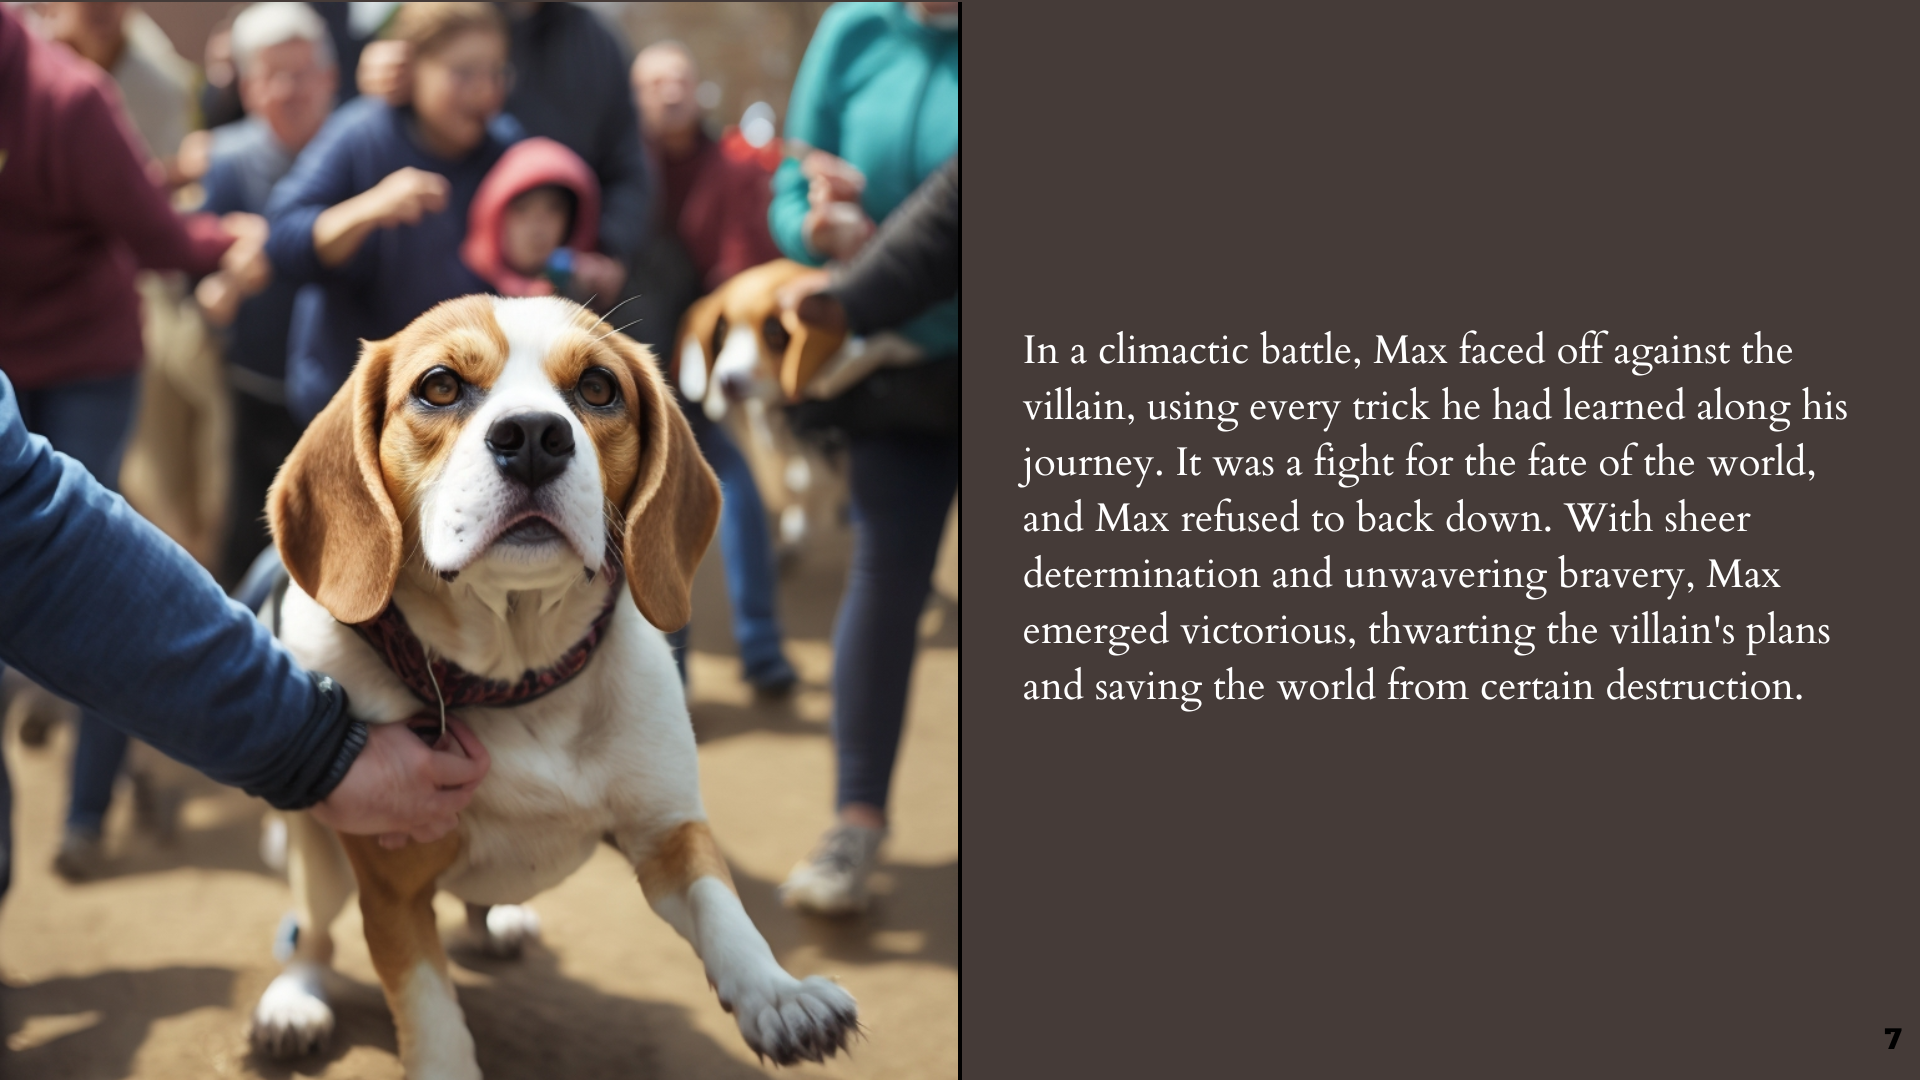 In a climactic battle, Max faced off against the
villain, using every trick he had learned along his
journey. It was a fight for the fate of the world,
and Max refused to back down. With sheer
determination and unwavering bravery, Max
emerged victorious, thwarting the villain's plans
and saving the world from certain destruction.
7